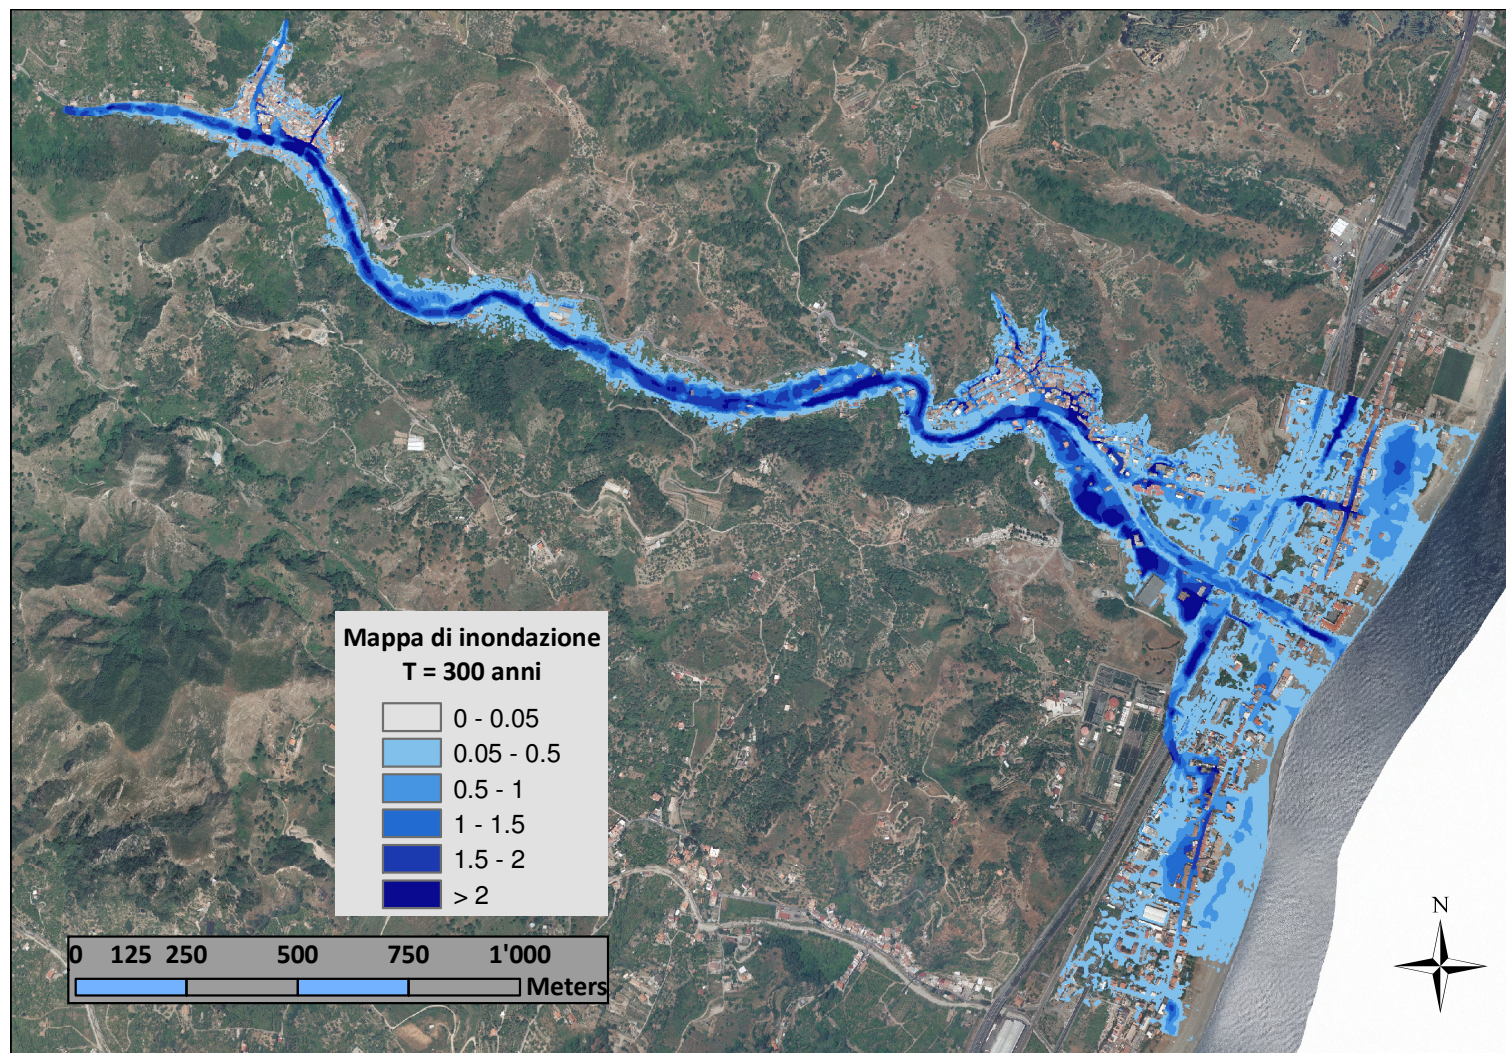 Mappa di inondazione
T = 300 anni
0 - 0.05
0.05 - 0.5
0.5 - 1
1 - 1.5
1.5 - 2
> 2
0 125 250 500 750 1'000
Meters
N